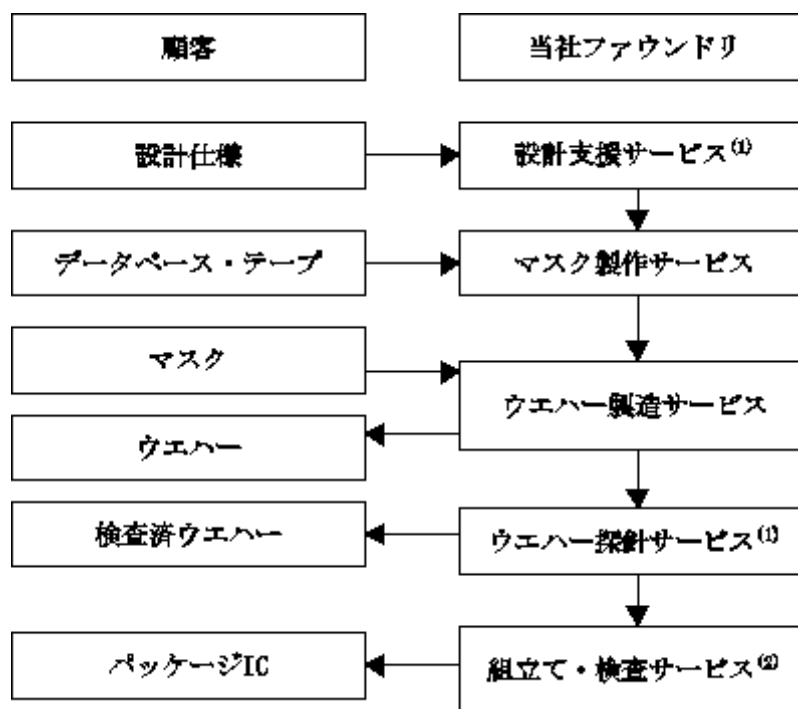 顧客
当社ファウンドリ
設計仕様
設計支援サービス(1)
データベース・テープ
マスク製作サービス
マスク
ウエハー製造サービス
ウエハー
検査済ウエハー
ウエハー探針サービス(1)
パッケージIC
組立て・検査サービス(2)